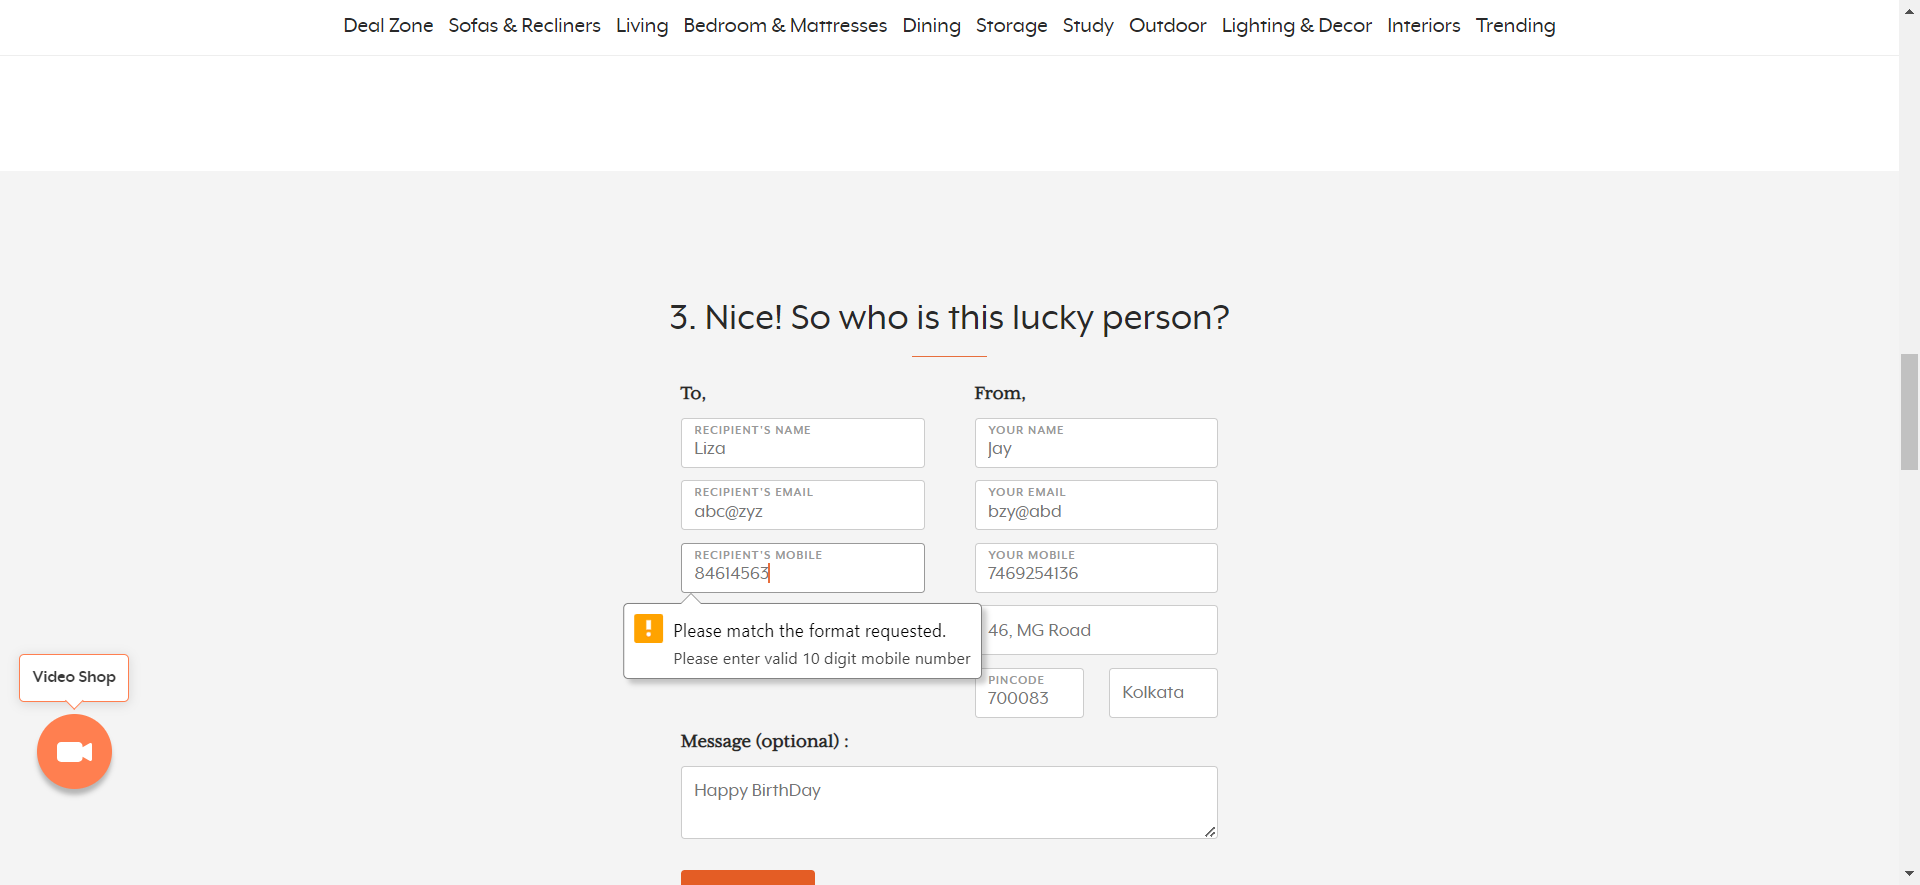 Deal Zone Sofas & Recliners Living Bedroom & Mattresses Dining Storage Study Outdoor Lighting & Decor Interiors Trending
3. Nice! So who is this lucky person?
To,
From,
RECIPIENT'S NAME
Liza
YOUR NAME
Jay
RECIPIENT'S EMAIL
abc@zyz
YOUR EMAIL
bzy@abd
RECIPIENT'S MOBILE
84614563
YOUR MOBILE
7469254136
Please match the format requested.
Please enter valid 10 digit mobile number
46, MG Road
PINCODE
700083
Kolkata
Video Shop
Message (optional) :
Happy BirthDay